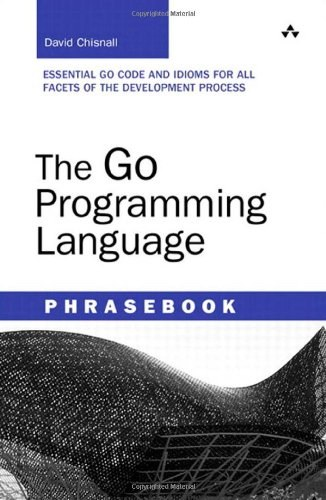 David Chisnall
ESSENTIAL GO CODE AND IDIOMS FOR ALL
FACETS OF THE DEVELOPMENT PROCESS
The Go
Programming
Language
PHRASEBOOK